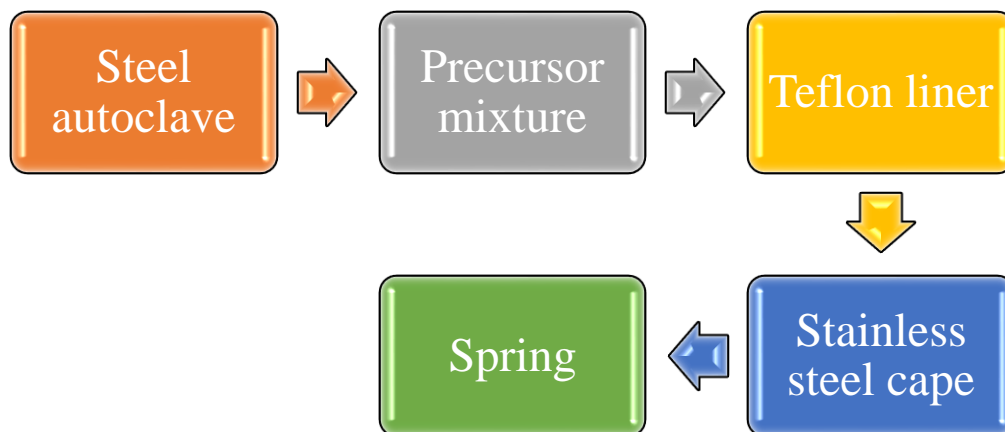 Steel
autoclave
Precursor
mixture
Teflon liner
Stainless
steel cape
Spring